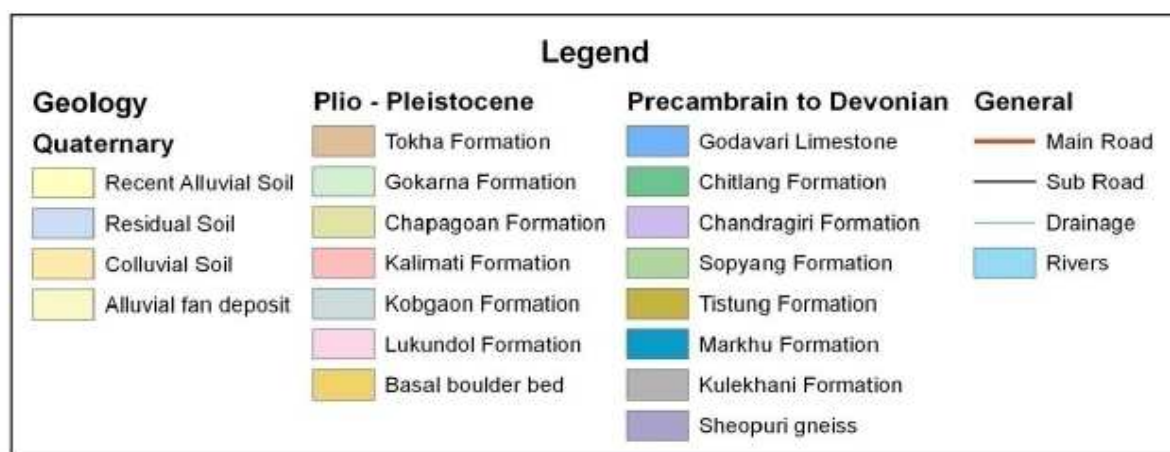 Legend
Geology
Quaternary
Recent Alluvial Soil
Residual Soil
Colluvial Soil
Alluvial fan deposit
Plio - Pleistocene
Tokha Formation
Gokarna Formation
Chapagoan Formation
Kalimati Formation
Kobgaon Formation
Lukundol Formation
Basal boulder bed
Precambrain to Devonian
Godavari Limestone
Chitlang Formation
Chandragiri Formation
Sopyang Formation
Tistung Formation
Markhu Formation
Kulekhani Formation
Sheopuri gneiss
General
Main Road
Sub Road
Drainage
Rivers